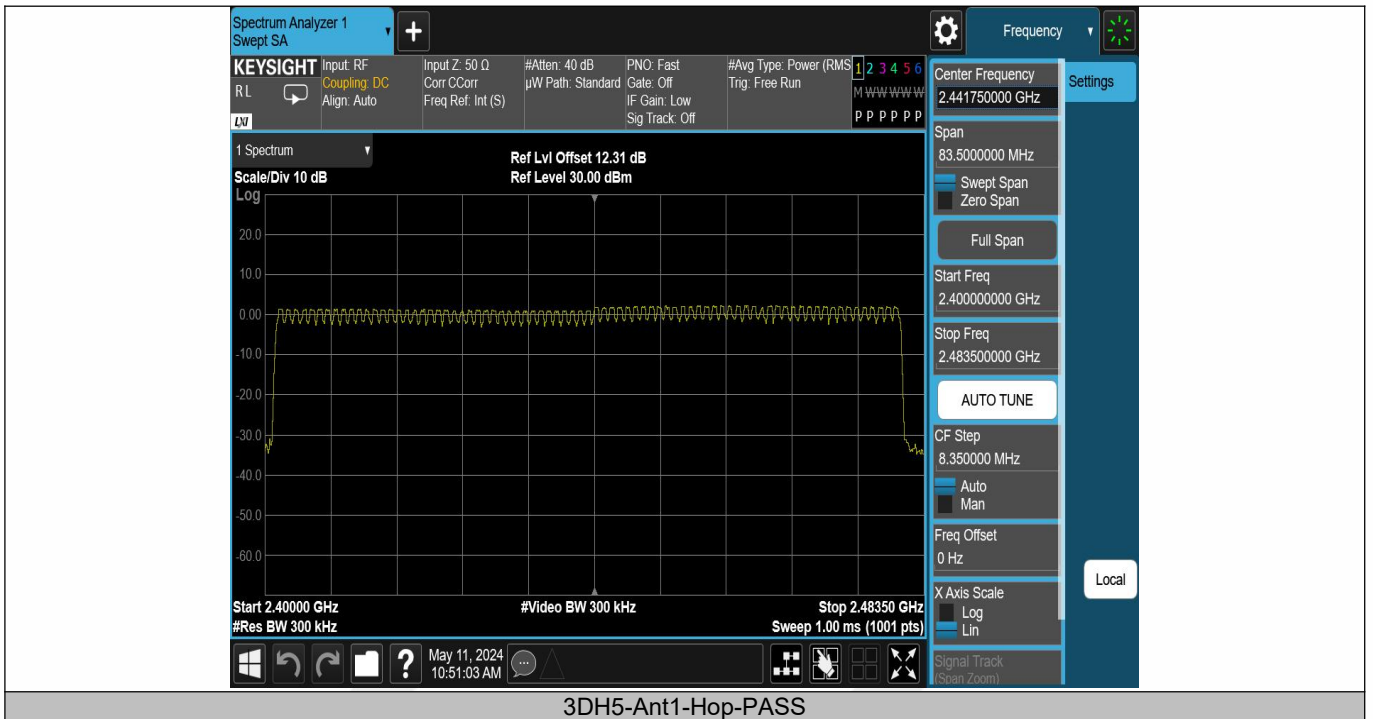 Spectrum Analyzer 1
Swept SA
+
Frequency
KEYSIGHT
RL
LXI
Input: RF
Coupling: DC
Align: Auto
Input Z: 50 Ω
Corr CCorr
Freq Ref: Int (S)
#Atten: 40 dB
µW Path: Standard
PNO: Fast
Gate: Off
IF Gain: Low
Sig Track: Off
#Avg Type: Power (RMS
Trig: Free Run
1 2 3 4 5 6
M W W W W W
P P P P P P
Center Frequency
2.441750000 GHz
Settings
1 Spectrum
Scale/Div 10 dB
Ref Lvl Offset 12.31 dB
Ref Level 30.00 dBm
Log
20.0
10.0
0.00
-10.0
-20.0
-30.0
-40.0
-50.0
-60.0
Start 2.40000 GHz
#Res BW 300 kHz
#Video BW 300 kHz
Stop 2.48350 GHz
Sweep 1.00 ms (1001 pts)
Span
83.5000000 MHz
Swept Span
Zero Span
Full Span
Start Freq
2.400000000 GHz
Stop Freq
2.483500000 GHz
AUTO TUNE
CF Step
8.350000 MHz
Auto
Man
Freq Offset
0 Hz
X Axis Scale
Log
Lin
Signal Track
(Span Zoom)
Local
?
May 11, 2024
10:51:03 AM
3DH5-Ant1-Hop-PASS